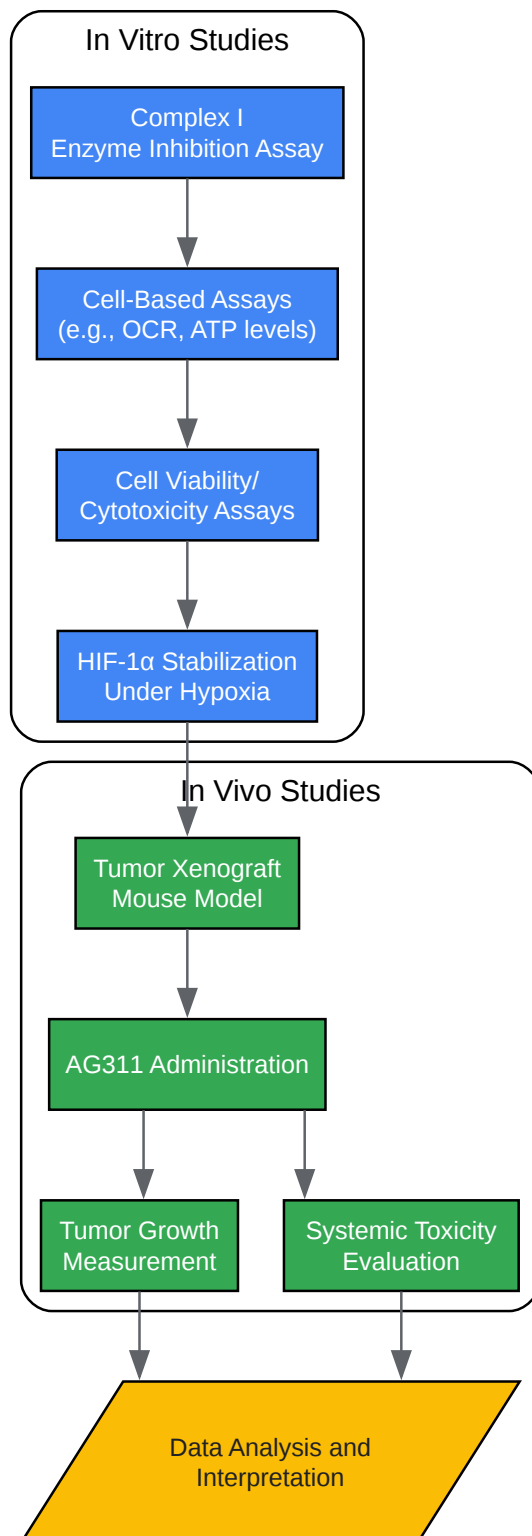 In Vitro Studies
Complex I
Enzyme Inhibition Assay
Cell-Based Assays
(e.g., OCR, ATP levels)
Cell Viability/
Cytotoxicity Assays
HIF-1α Stabilization
Under Hypoxia
In Vivo Studies
Tumor Xenograft
Mouse Model
AG311 Administration
Tumor Growth
Measurement
Systemic Toxicity
Evaluation
Data Analysis and
Interpretation